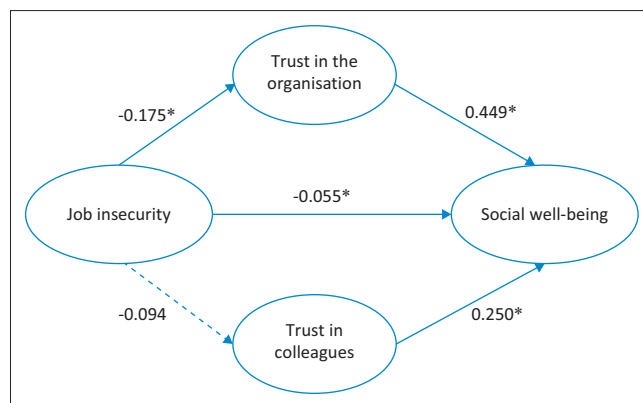 Trust in the
organisation
-0.175*
0.449*
Job insecurity
-0.055*
Social well-being
-0.094
Trust in
colleagues
0.250*